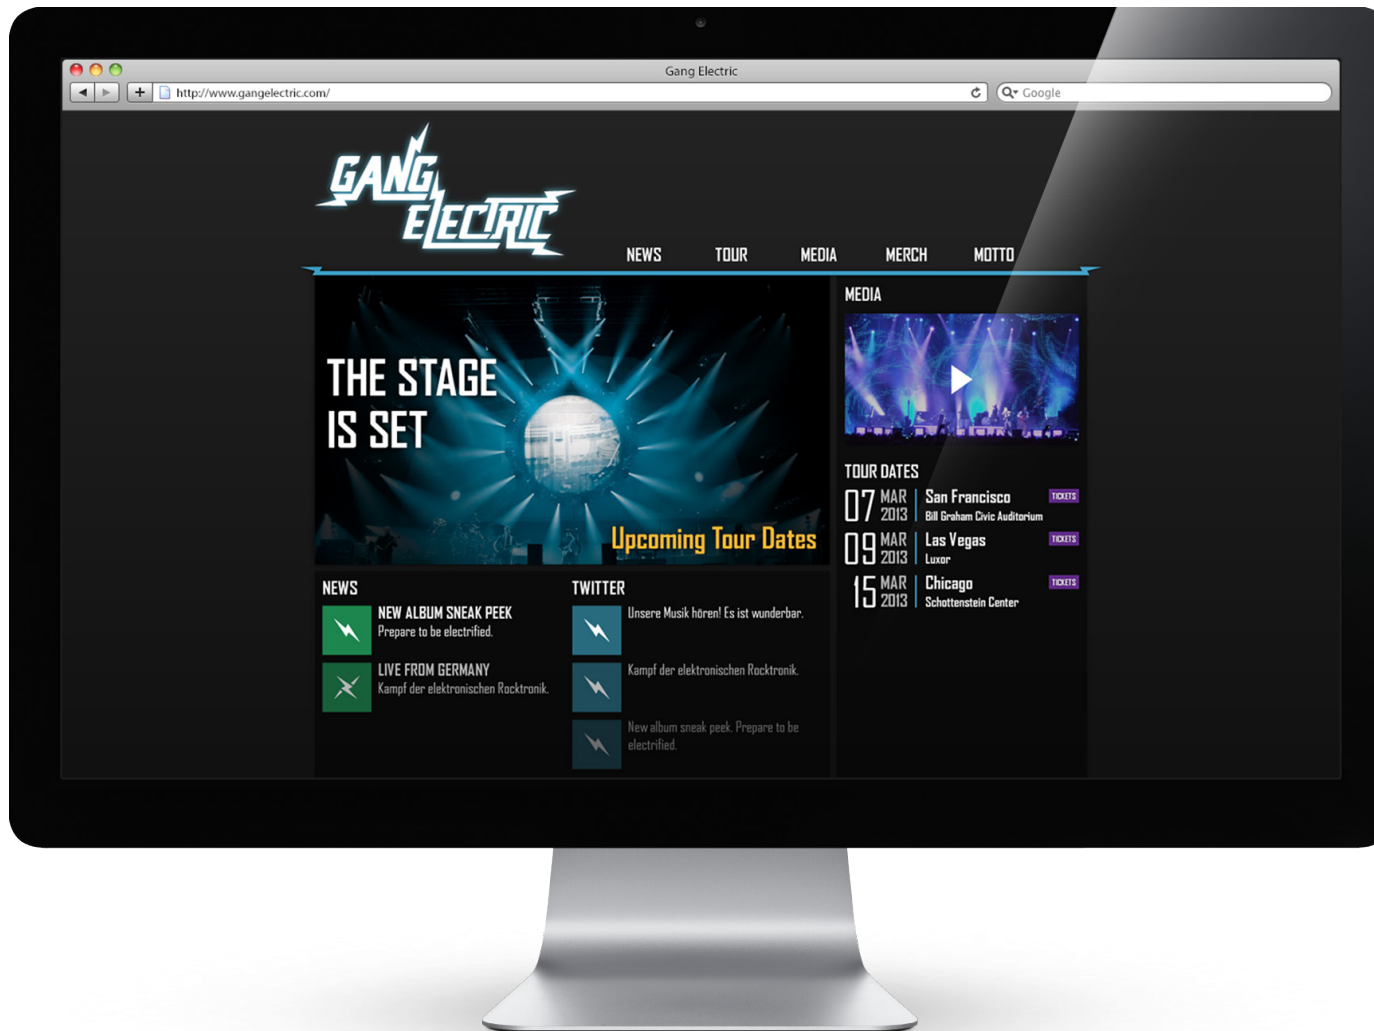 Gang Electric
http://www.gangelectric.com/
Google
GANG
ELECTRIC
NEWS TOUR MEDIA MERCH MOTTO
THE STAGE
IS SET
Upcoming Tour Dates
MEDIA
TOUR DATES
07 MAR 2013 San Francisco TICKETS
Bill Graham Civic Auditorium
09 MAR 2013 Las Vegas TICKETS
Luxor
15 MAR 2013 Chicago TICKETS
Schottenstein Center
NEWS
NEW ALBUM SNEAK PEEK
Prepare to be electrified.
LIVE FROM GERMANY
Kampf der elektronischen Rocktronik.
TWITTER
Unsere Musik hören! Es ist wunderbar.
Kampf der elektronischen Rocktronik.
New album sneak peek. Prepare to be
electrified.